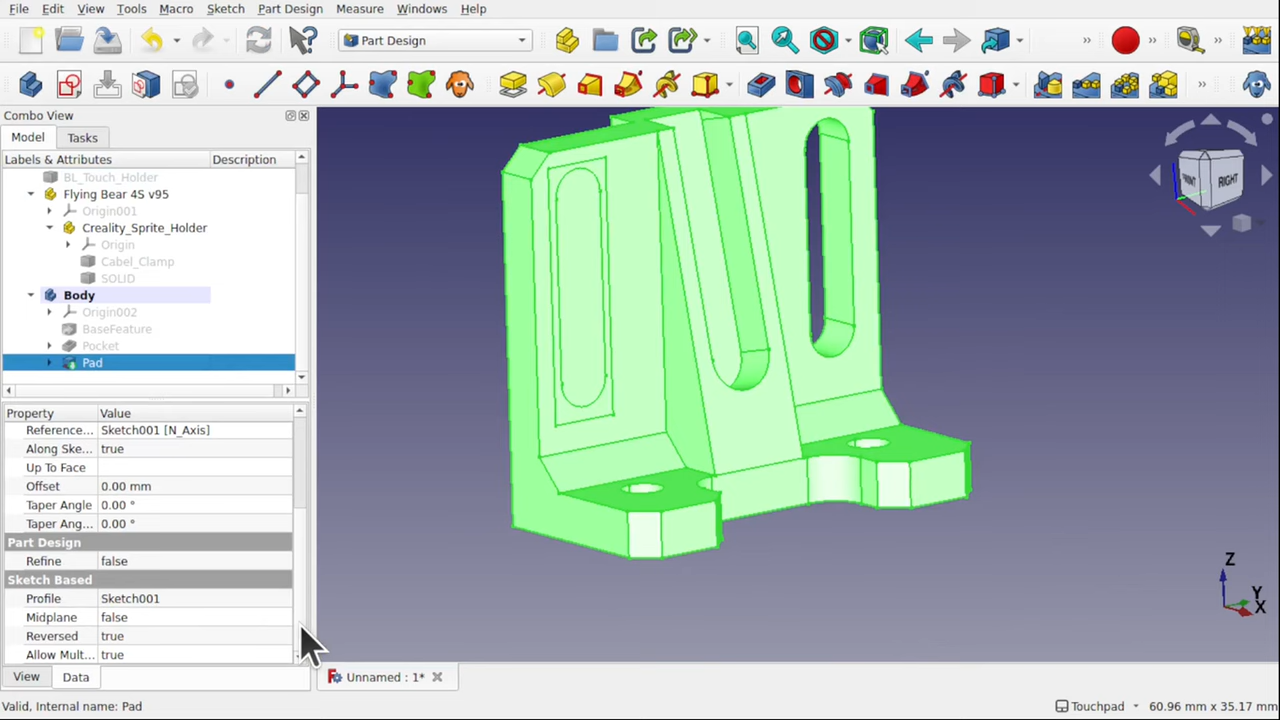 File Edit View Tools Macro Sketch Part Design Measure Windows Help
Part Design
Combo View
Model Tasks
Labels & Attributes Description
BL_Touch_Holder
Flying Bear 4S v95
Origin001
Creality_Sprite_Holder
Origin
Cabel_Clamp
SOLID
Body
Origin002
BaseFeature
Pocket
Pad
Property Value
Reference... Sketch001 [N_Axis]
Along Ske... true
Up To Face
Offset 0.00 mm
Taper Angle 0.00 °
Taper Ang... 0.00 °
Part Design
Refine false
Sketch Based
Profile Sketch001
Midplane false
Reversed true
Allow Mult... true
View Data
FRONT RIGHT
Z
Y
X
Unnamed : 1*
Valid, Internal name: Pad
Touchpad 60.96 mm x 35.17 mm